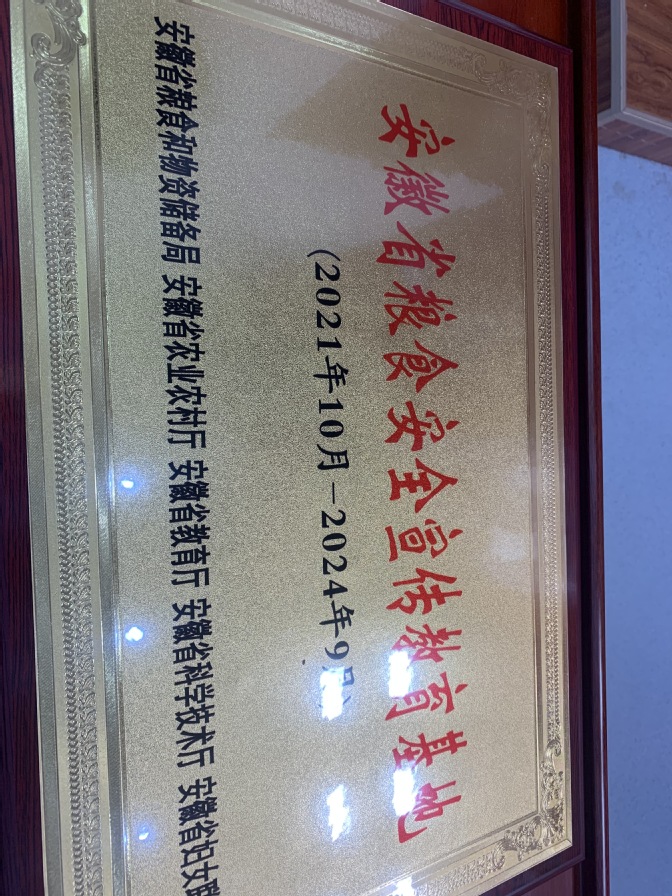 安徽省粮食安全宣传教育基地
(2021年10月-2024年9月)
安徽省粮食和物资储备局 安徽省农业农村厅 安徽省教育厅 安徽省科学技术厅 安徽省妇女